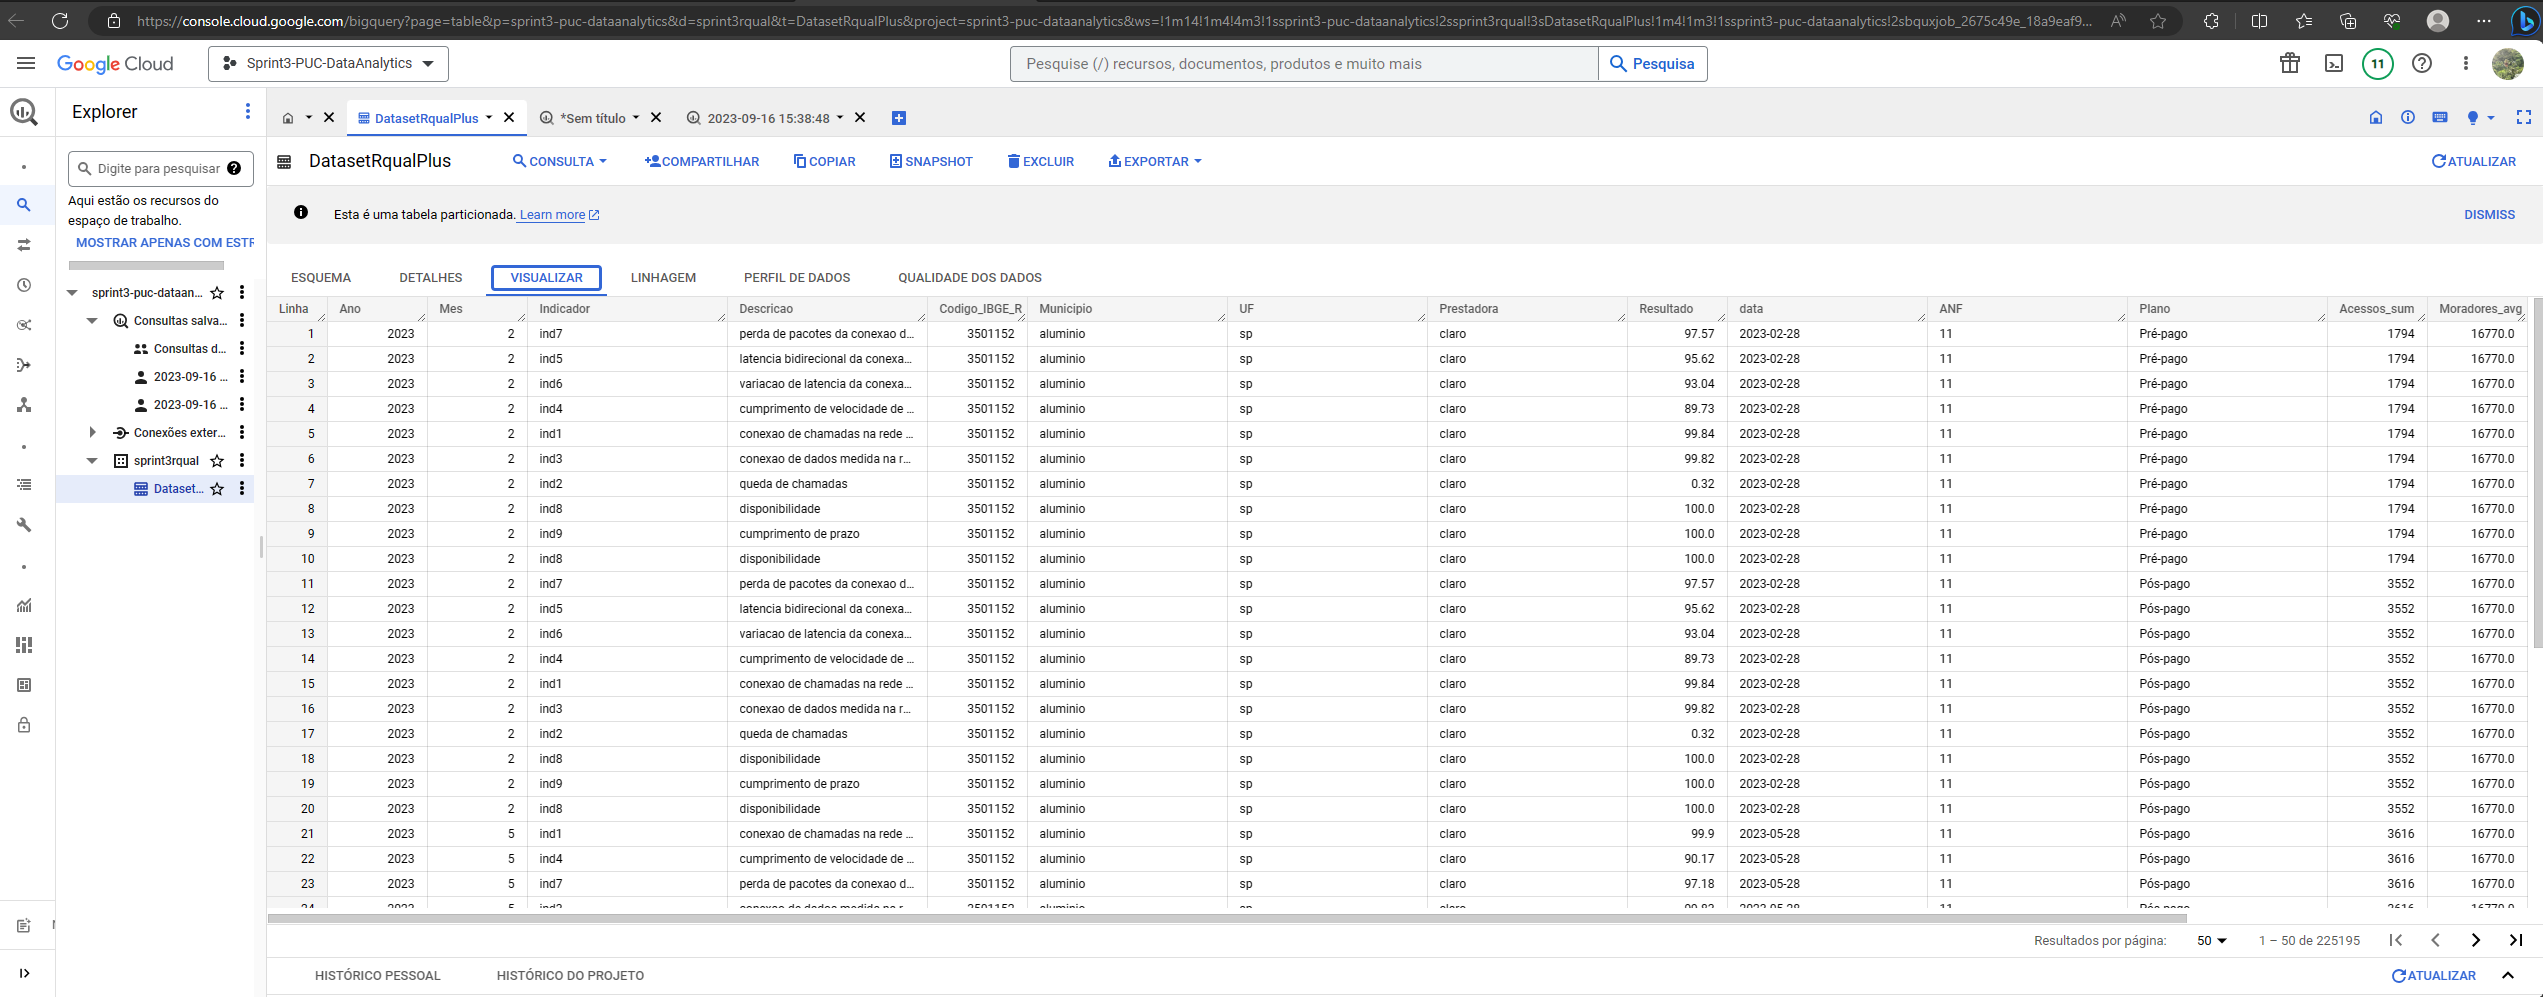 https://console.cloud.google.com/bigquery?page=table&p=sprint3-puc-dataanalytics&d=sprint3rqual&t=DatasetRqualPlus&project=sprint3-puc-dataanalytics&ws=!1m14!1m4!4m3!1ssprint3-puc-dataanalytics!2ssprint3rqual!3sDatasetRqualPlus!1m4!1m3!1ssprint3-puc-dataanalytics!2sbquxjob_2675c49e_18a9eaf9...
Google Cloud Sprint3-PUC-DataAnalytics Pesquise (/) recursos, documentos, produtos e muito mais Pesquisa 11
Explorer
DatasetRqualPlus *Sem título 2023-09-16 15:38:48
DatasetRqualPlus CONSULTA COMPARTILHAR COPIAR SNAPSHOT EXCLUIR EXPORTAR ATUALIZAR
Digite para pesquisar
Aqui estão os recursos do
espaço de trabalho.
MOSTRAR APENAS COM ESTR
sprint3-puc-dataan...
Consultas salva...
Consultas d...
2023-09-16 ...
2023-09-16 ...
Conexões exter...
sprint3rqual
Dataset...
Esta é uma tabela particionada. Learn more DISMISS
ESQUEMA DETALHES VISUALIZAR LINHAGEM PERFIL DE DADOS QUALIDADE DOS DADOS
Linha Ano Mes Indicador Descricao Codigo_IBGE_R Municipio UF Prestadora Resultado data ANF Plano Acessos_sum Moradores_avg
1 2023 2 ind7 perda de pacotes da conexao d... 3501152 aluminio sp claro 97.57 2023-02-28 11 Pré-pago 1794 16770.0
2 2023 2 ind5 latencia bidirecional da conexa... 3501152 aluminio sp claro 95.62 2023-02-28 11 Pré-pago 1794 16770.0
3 2023 2 ind6 variacao de latencia da conexa... 3501152 aluminio sp claro 93.04 2023-02-28 11 Pré-pago 1794 16770.0
4 2023 2 ind4 cumprimento de velocidade de ... 3501152 aluminio sp claro 89.73 2023-02-28 11 Pré-pago 1794 16770.0
5 2023 2 ind1 conexao de chamadas na rede ... 3501152 aluminio sp claro 99.84 2023-02-28 11 Pré-pago 1794 16770.0
6 2023 2 ind3 conexao de dados medida na r... 3501152 aluminio sp claro 99.82 2023-02-28 11 Pré-pago 1794 16770.0
7 2023 2 ind2 queda de chamadas 3501152 aluminio sp claro 0.32 2023-02-28 11 Pré-pago 1794 16770.0
8 2023 2 ind8 disponibilidade 3501152 aluminio sp claro 100.0 2023-02-28 11 Pré-pago 1794 16770.0
9 2023 2 ind9 cumprimento de prazo 3501152 aluminio sp claro 100.0 2023-02-28 11 Pré-pago 1794 16770.0
10 2023 2 ind8 disponibilidade 3501152 aluminio sp claro 100.0 2023-02-28 11 Pré-pago 1794 16770.0
11 2023 2 ind7 perda de pacotes da conexao d... 3501152 aluminio sp claro 97.57 2023-02-28 11 Pós-pago 3552 16770.0
12 2023 2 ind5 latencia bidirecional da conexa... 3501152 aluminio sp claro 95.62 2023-02-28 11 Pós-pago 3552 16770.0
13 2023 2 ind6 variacao de latencia da conexa... 3501152 aluminio sp claro 93.04 2023-02-28 11 Pós-pago 3552 16770.0
14 2023 2 ind4 cumprimento de velocidade de ... 3501152 aluminio sp claro 89.73 2023-02-28 11 Pós-pago 3552 16770.0
15 2023 2 ind1 conexao de chamadas na rede ... 3501152 aluminio sp claro 99.84 2023-02-28 11 Pós-pago 3552 16770.0
16 2023 2 ind3 conexao de dados medida na r... 3501152 aluminio sp claro 99.82 2023-02-28 11 Pós-pago 3552 16770.0
17 2023 2 ind2 queda de chamadas 3501152 aluminio sp claro 0.32 2023-02-28 11 Pós-pago 3552 16770.0
18 2023 2 ind8 disponibilidade 3501152 aluminio sp claro 100.0 2023-02-28 11 Pós-pago 3552 16770.0
19 2023 2 ind9 cumprimento de prazo 3501152 aluminio sp claro 100.0 2023-02-28 11 Pós-pago 3552 16770.0
20 2023 2 ind8 disponibilidade 3501152 aluminio sp claro 100.0 2023-02-28 11 Pós-pago 3552 16770.0
21 2023 5 ind1 conexao de chamadas na rede ... 3501152 aluminio sp claro 99.9 2023-05-28 11 Pós-pago 3616 16770.0
22 2023 5 ind4 cumprimento de velocidade de ... 3501152 aluminio sp claro 90.17 2023-05-28 11 Pós-pago 3616 16770.0
23 2023 5 ind7 perda de pacotes da conexao d... 3501152 aluminio sp claro 97.18 2023-05-28 11 Pós-pago 3616 16770.0
Resultados por página: 50 1 – 50 de 225195
HISTÓRICO PESSOAL HISTÓRICO DO PROJETO ATUALIZAR